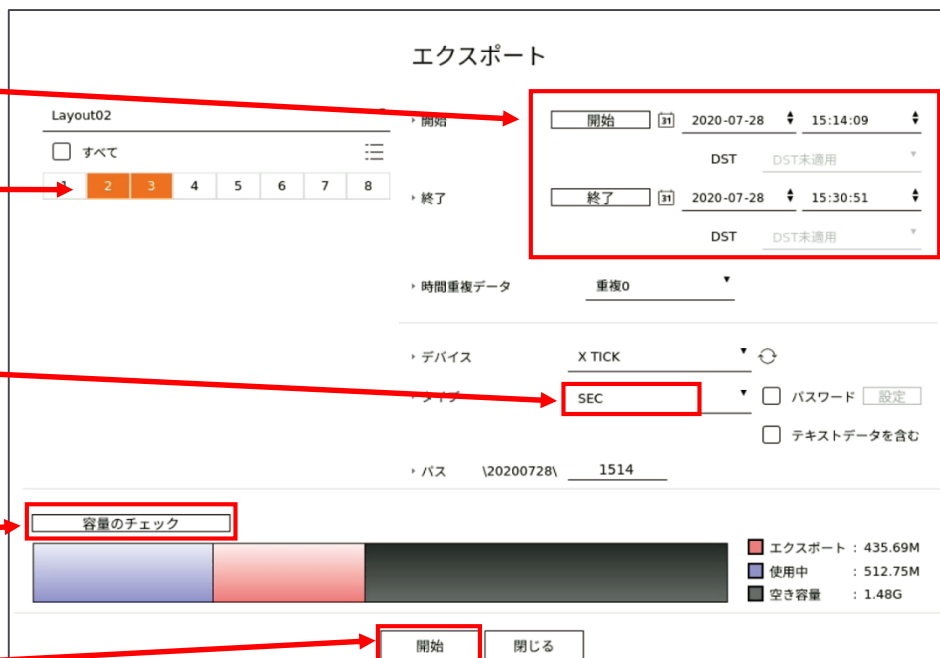 エクスポート
Layout02
すべて
1 2 3 4 5 6 7 8
開始 開始 31 2020-07-28 15:14:09
DST DST未適用
終了 終了 31 2020-07-28 15:30:51
DST DST未適用
時間重複データ 重複0
デバイス X TICK
タイプ SEC パスワード 設定
テキストデータを含む
パス \20200728\ 1514
容量のチェック
エクスポート : 435.69M
使用中 : 512.75M
空き容量 : 1.48G
開始 閉じる